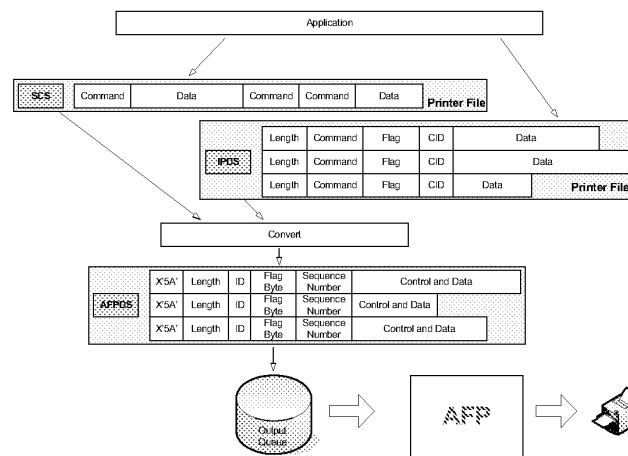 Application
SCS Command Data Command Command Data Printer File
Length Command Flag CID Data
IPDS Length Command Flag CID Data
Length Command Flag CID Data Printer File
Convert
X'5A' Length ID Flag Byte Sequence Number Control and Data
AFPDS X'5A' Length ID Flag Byte Sequence Number Control and Data
X'5A' Length ID Flag Byte Sequence Number Control and Data
Output
Queue
AFP